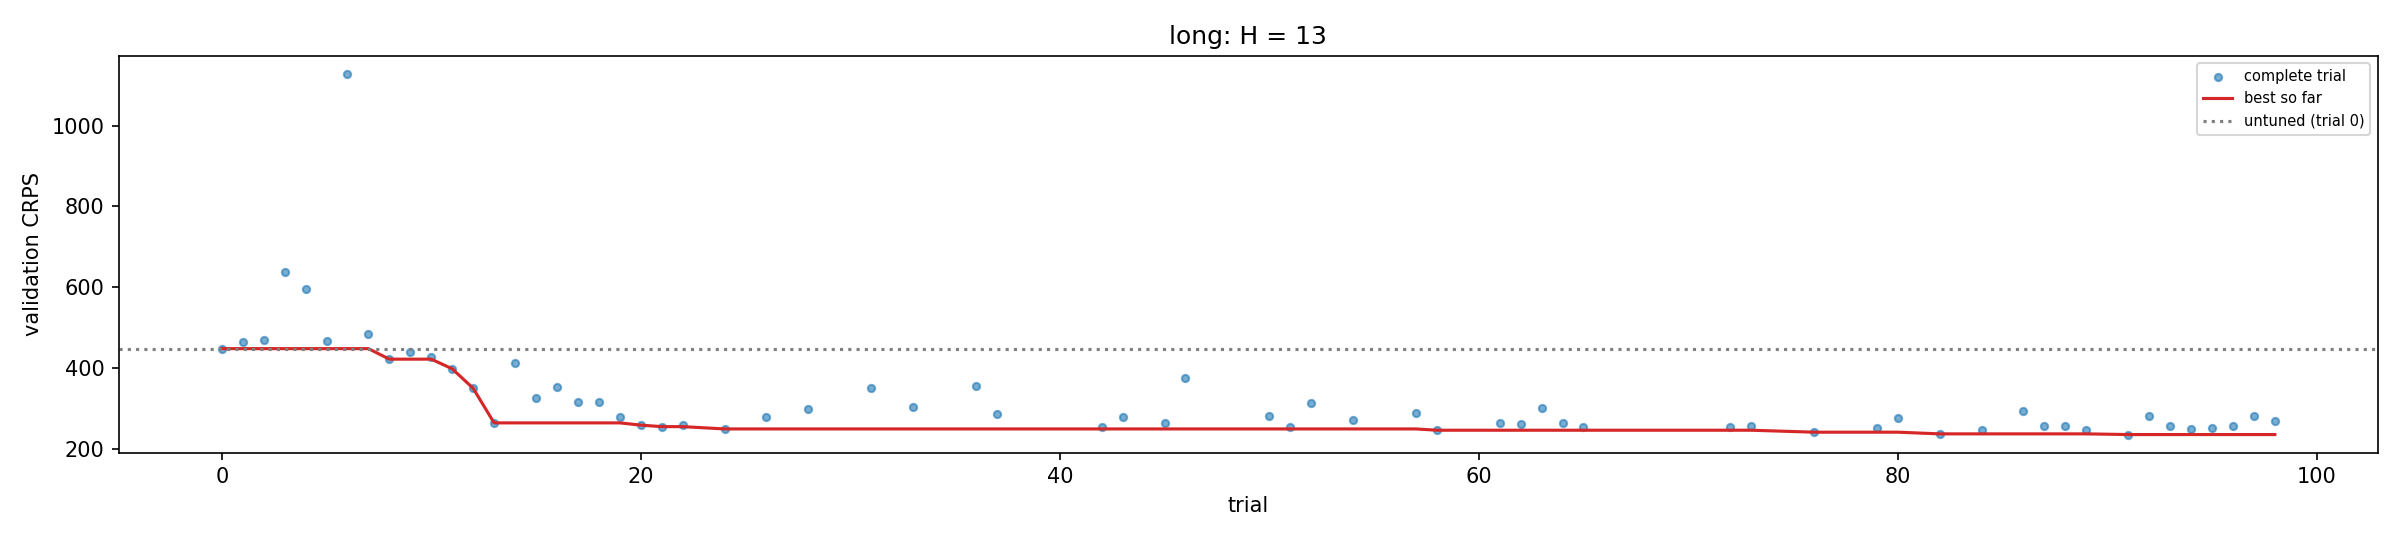 long: H = 13
validation CRPS
1000
800
600
400
200
0
20
40
60
80
100
trial
complete trial
best so far
untuned (trial 0)